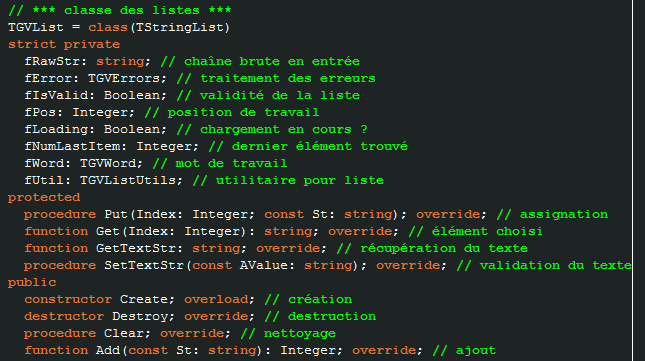 // *** classe des listes ***
TGVList = class(TStringList)
strict private
fRawStr: string; // chaîne brute en entrée
fError: TGVErrors; // traitement des erreurs
fIsValid: Boolean; // validité de la liste
fPos: Integer; // position de travail
fLoading: Boolean; // chargement en cours ?
fNumLastItem: Integer; // dernier élément trouvé
fWord: TGVWord; // mot de travail
fUtil: TGVListUtils; // utilitaire pour liste
protected
procedure Put(Index: Integer; const St: string); override; // assignation
function Get(Index: Integer): string; override; // élément choisi
function GetTextStr: string; override; // récupération du texte
procedure SetTextStr(const AValue: string); override; // validation du texte
public
constructor Create; overload; // création
destructor Destroy; override; // destruction
procedure Clear; override; // nettoyage
function Add(const St: string): Integer; override; // ajout